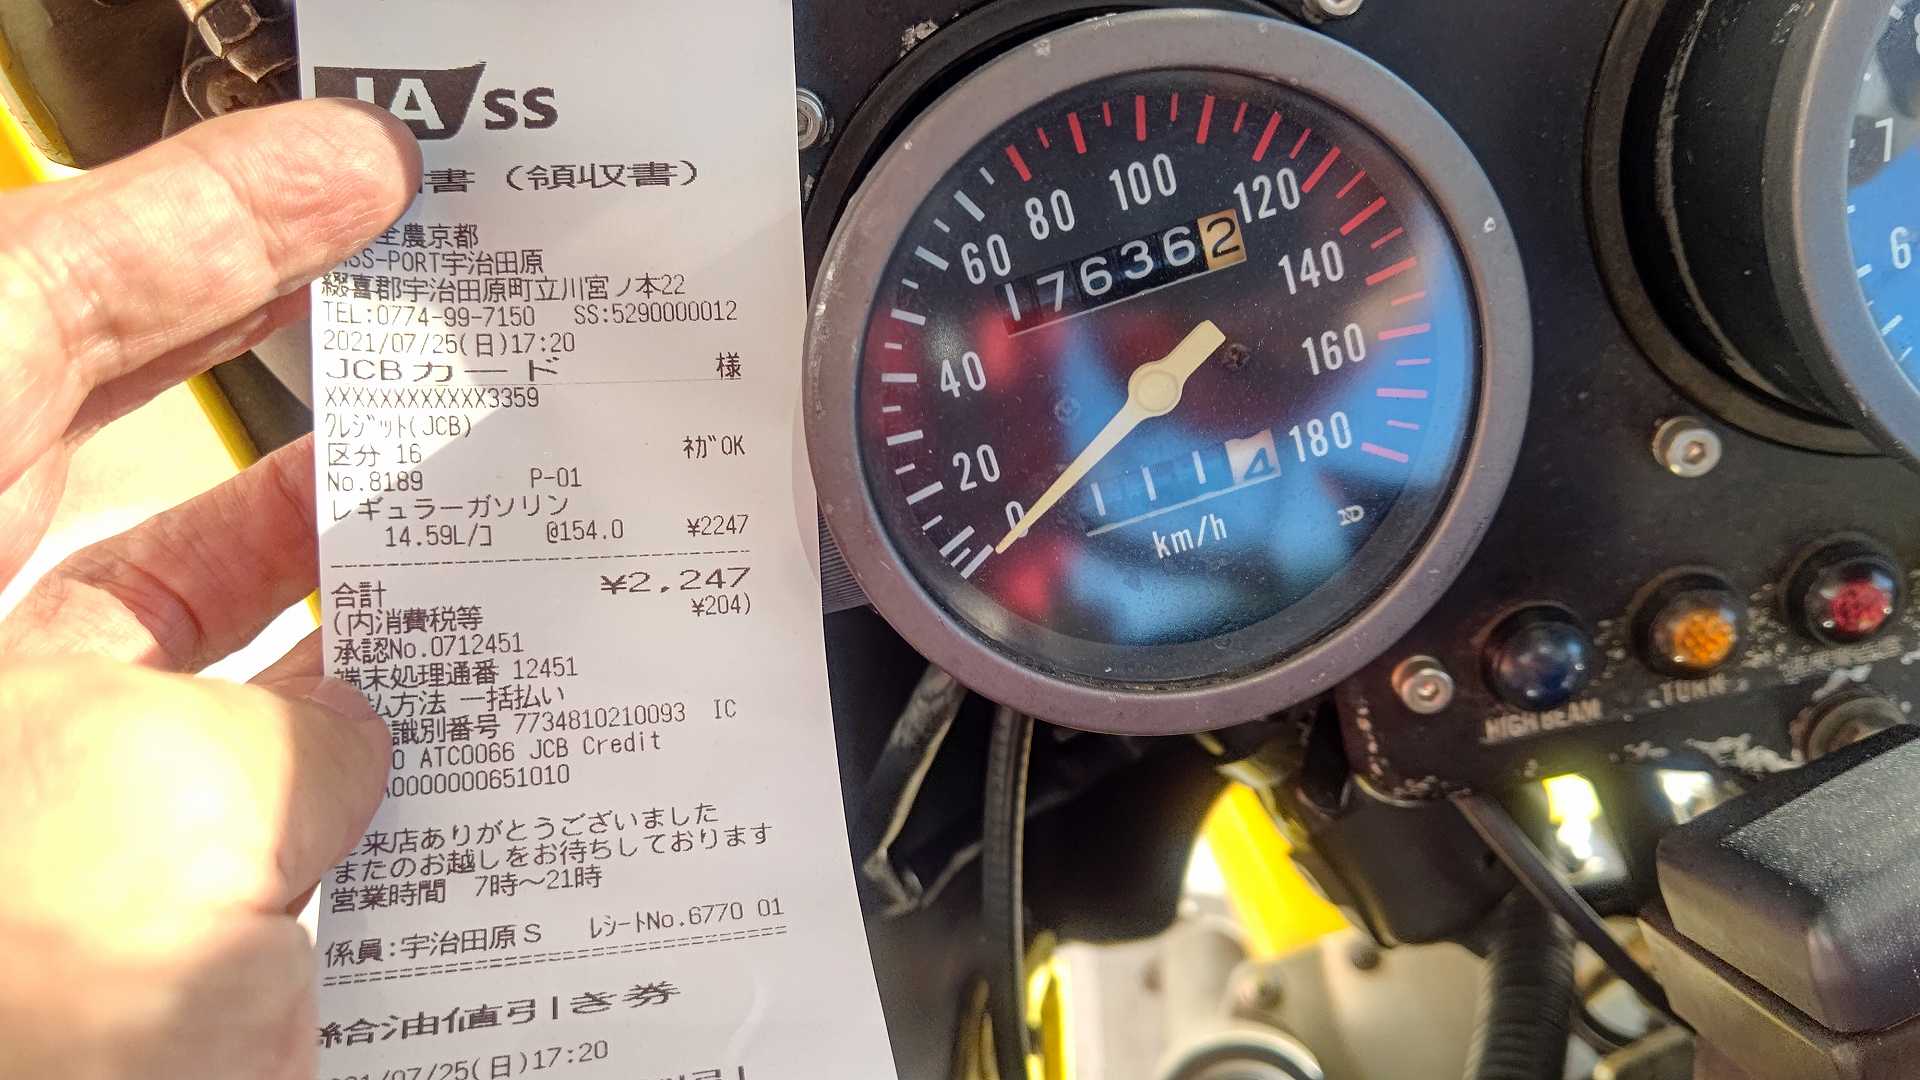 JA SS
書（領収書）
全農京都
SS-PORT宇治田原
綴喜郡宇治田原町立川宮ノ本22
TEL:0774-99-7150 SS:5290000012
2021/07/25(日)17:20
JCBカード 様
XXXXXXXXXXXX3359
ｸﾚｼﾞｯﾄ(JCB)
区分 16 ﾈｶﾞOK
No.8189 P-01
レギュラーガソリン
14.59L/ｺ @154.0 ¥2247
合計 ¥2,247
(内消費税等 ¥204)
承認No.0712451
端末処理通番 12451
払方法 一括払い
識別番号 7734810210093 IC
0 ATC0066 JCB Credit
A0000000651010
来店ありがとうございました
またのお越しをお待ちしております
営業時間 7時～21時
係員:宇治田原S ﾚｼｰﾄNo.6770 01
給油値引き券
21/07/25(日)17:20
0
20
40
60
80
100
120
140
160
180
176362
1114
km/h
7
6
HIGH BEAM
TURN